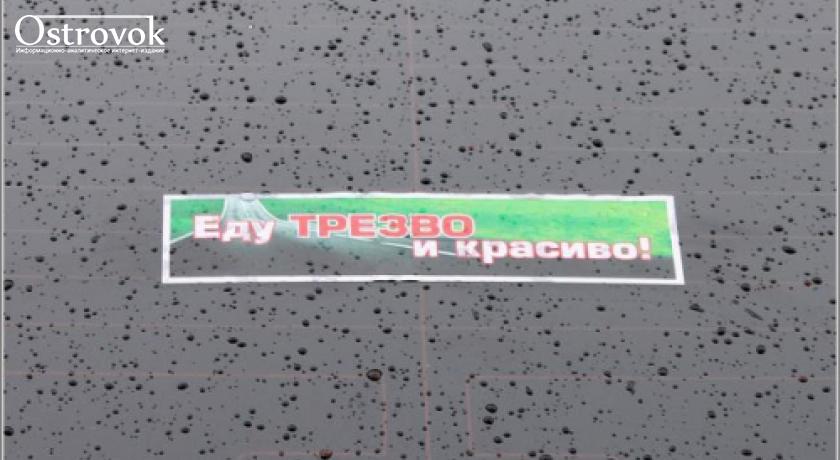 Ostrovok
Информационно-аналитическое интернет-издание
Еду ТРЕЗВО
и красиво!